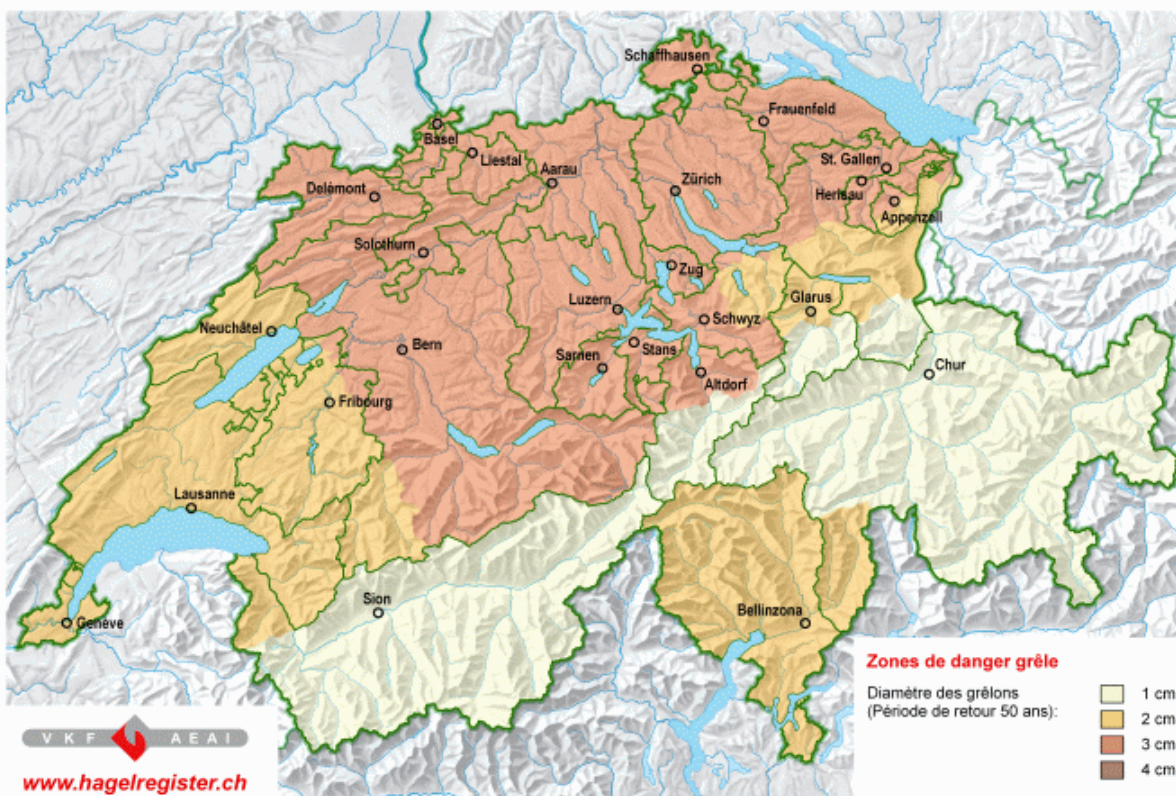 Schaffhausen
Frauenfeld
Basel
Liestal
St. Gallen
Aarau
Delémont
Zürich
Herisau
Appenzell
Solothurn
Zug
Luzern
Glarus
Neuchâtel
Schwyz
Bern
Sarnen
Stans
Chur
Altdorf
Fribourg
Lausanne
Sion
Bellinzona
Genève
Zones de danger grêle
Diamètre des grêlons
(Période de retour 50 ans):
1 cm
2 cm
3 cm
4 cm
VKF AEAI
www.hagelregister.ch